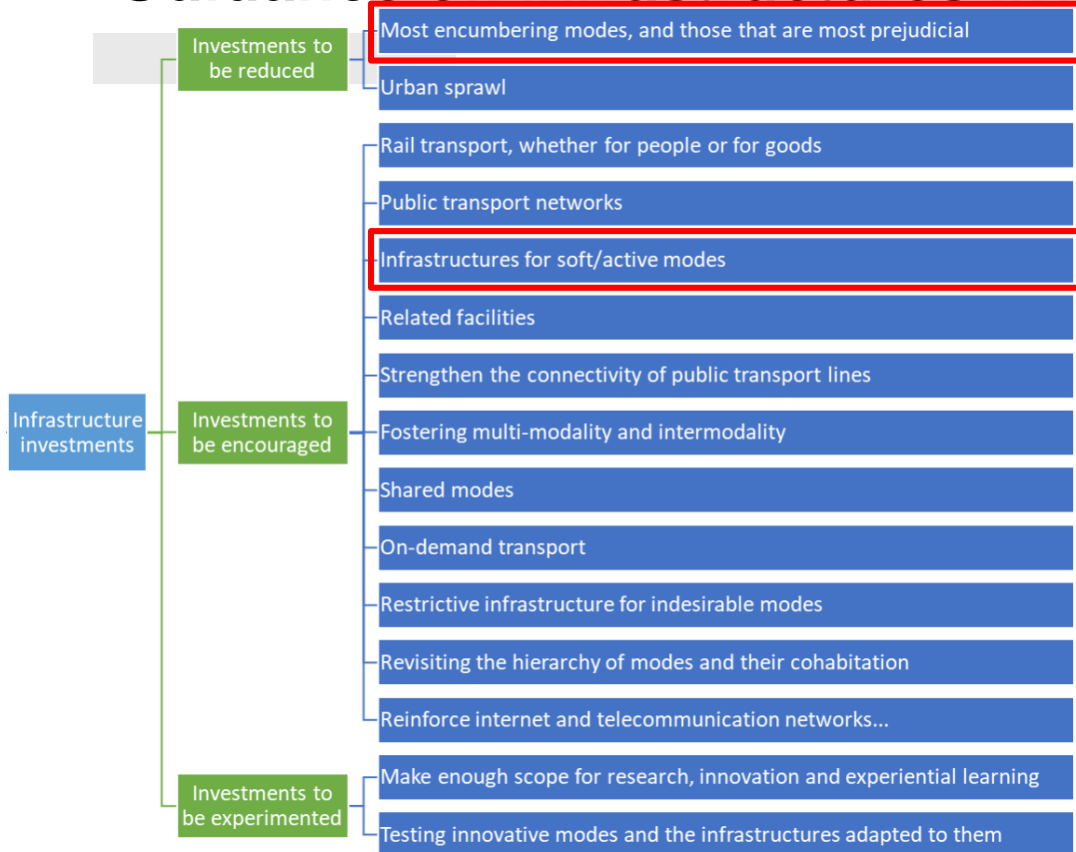 Investments to
be reduced
Most encumbering modes, and those that are most prejudicial
Urban sprawl
Infrastructure
investments
Investments to
be encouraged
Rail transport, whether for people or for goods
Public transport networks
Infrastructures for soft/active modes
Related facilities
Strengthen the connectivity of public transport lines
Fostering multi-modality and intermodality
Shared modes
On-demand transport
Restrictive infrastructure for indesirable modes
Revisiting the hierarchy of modes and their cohabitation
Reinforce internet and telecommunication networks...
Investments to
be experimented
Make enough scope for research, innovation and experiential learning
Testing innovative modes and the infrastructures adapted to them